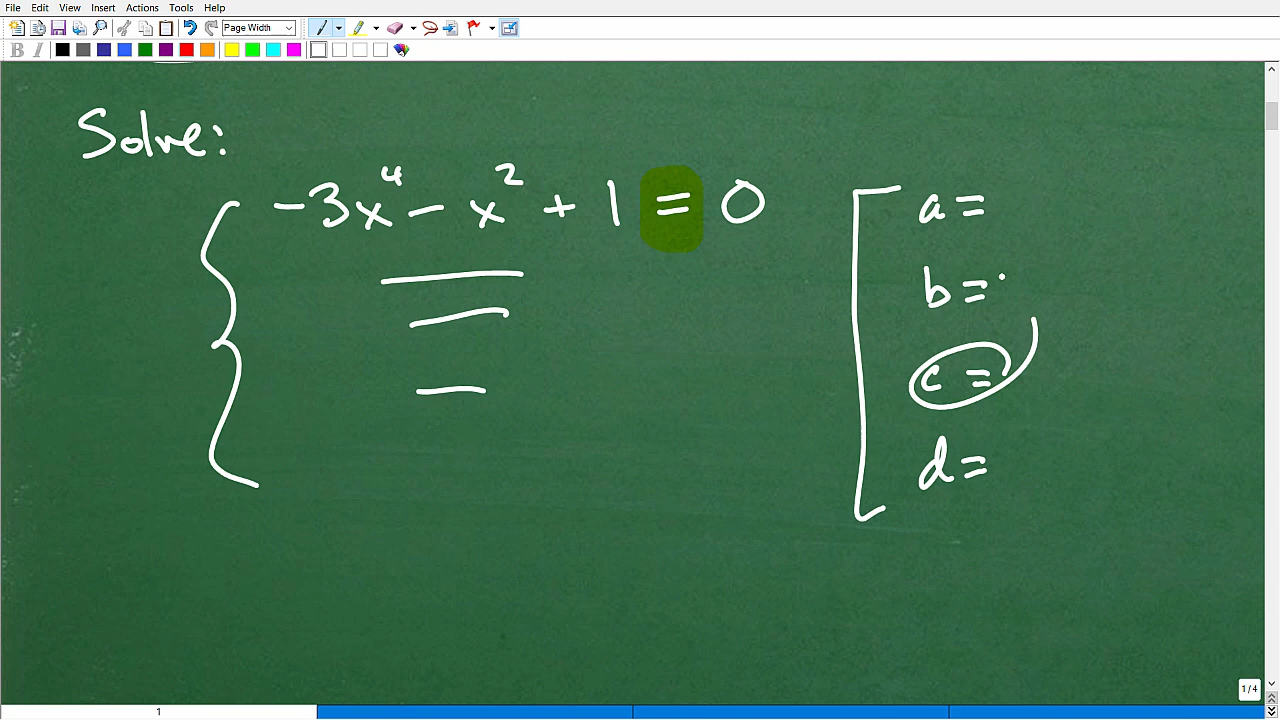 File Edit View Insert Actions Tools Help
Page Width
B I
Solve:
-3x⁴ - x² + 1 = 0
a =
b =
c =
d =
1/4
1